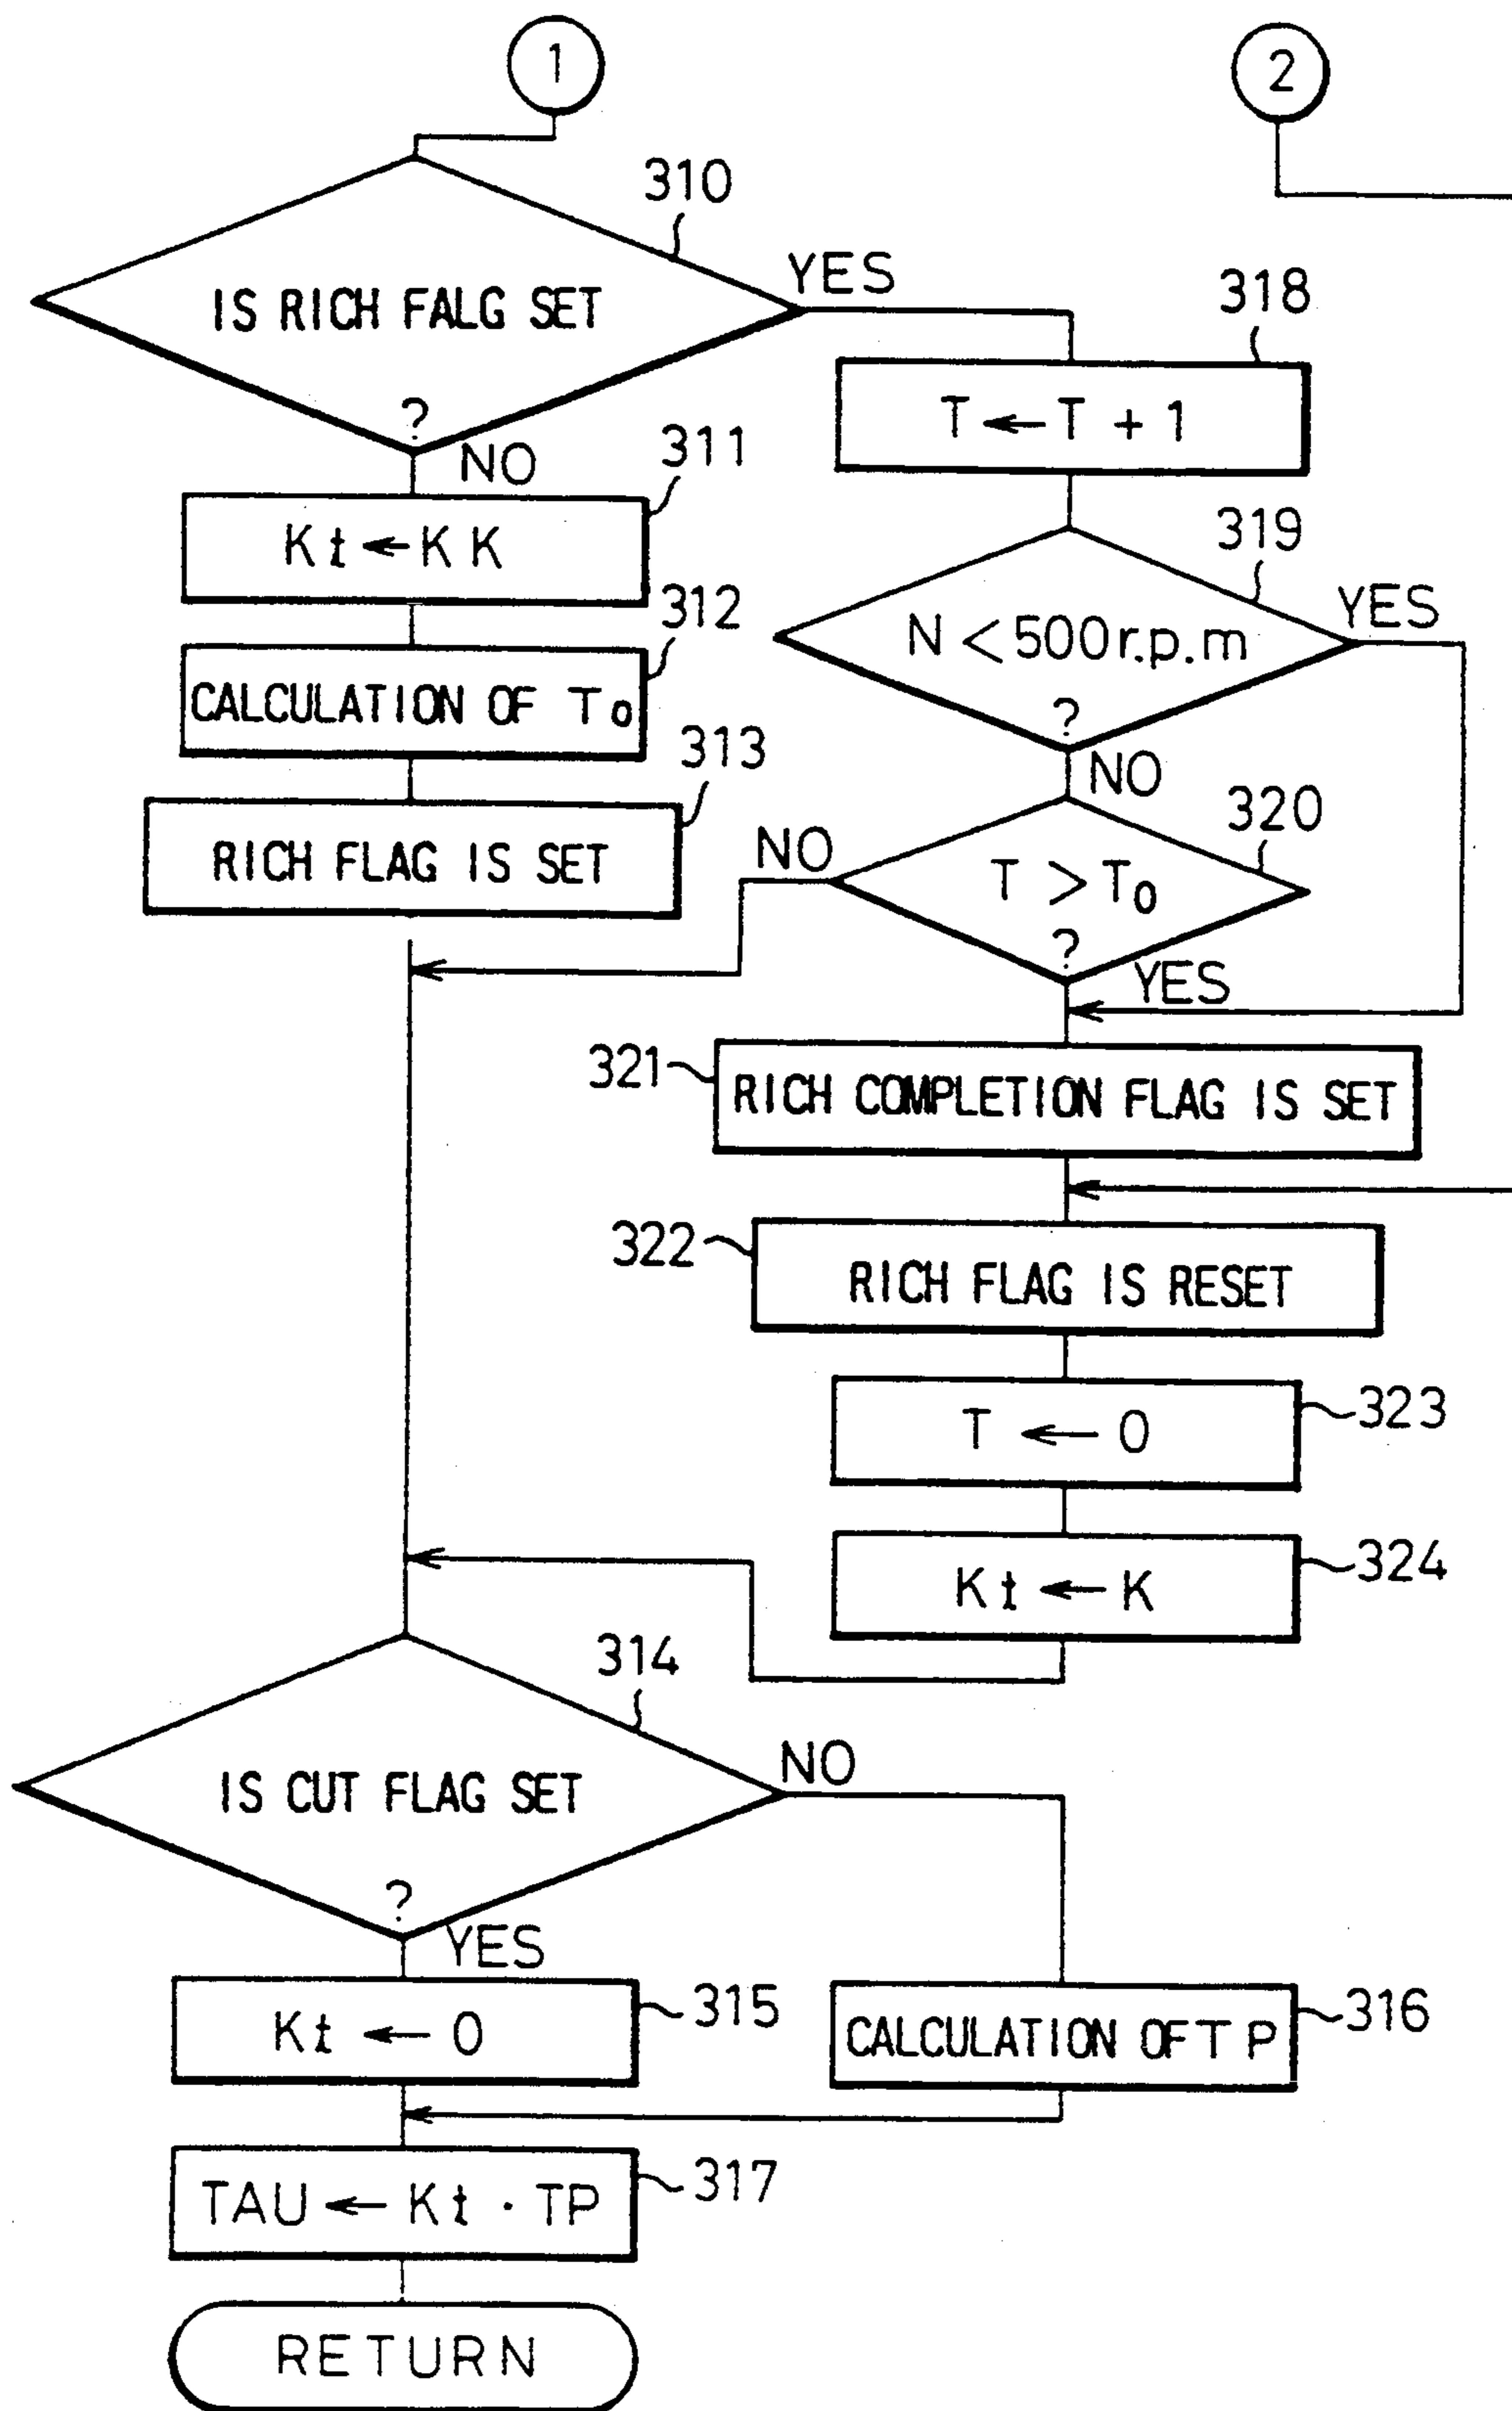 1
2
310
IS RICH FALG SET
?
YES
NO
318
T ← T + 1
311
Kt ← KK
319
N < 500 r.p.m
?
YES
NO
312
CALCULATION OF To
313
RICH FLAG IS SET
320
T > To
?
NO
YES
321
RICH COMPLETION FLAG IS SET
322
RICH FLAG IS RESET
323
T ← 0
324
Kt ← K
314
IS CUT FLAG SET
?
NO
YES
315
Kt ← 0
316
CALCULATION OF TP
317
TAU ← Kt · TP
RETURN